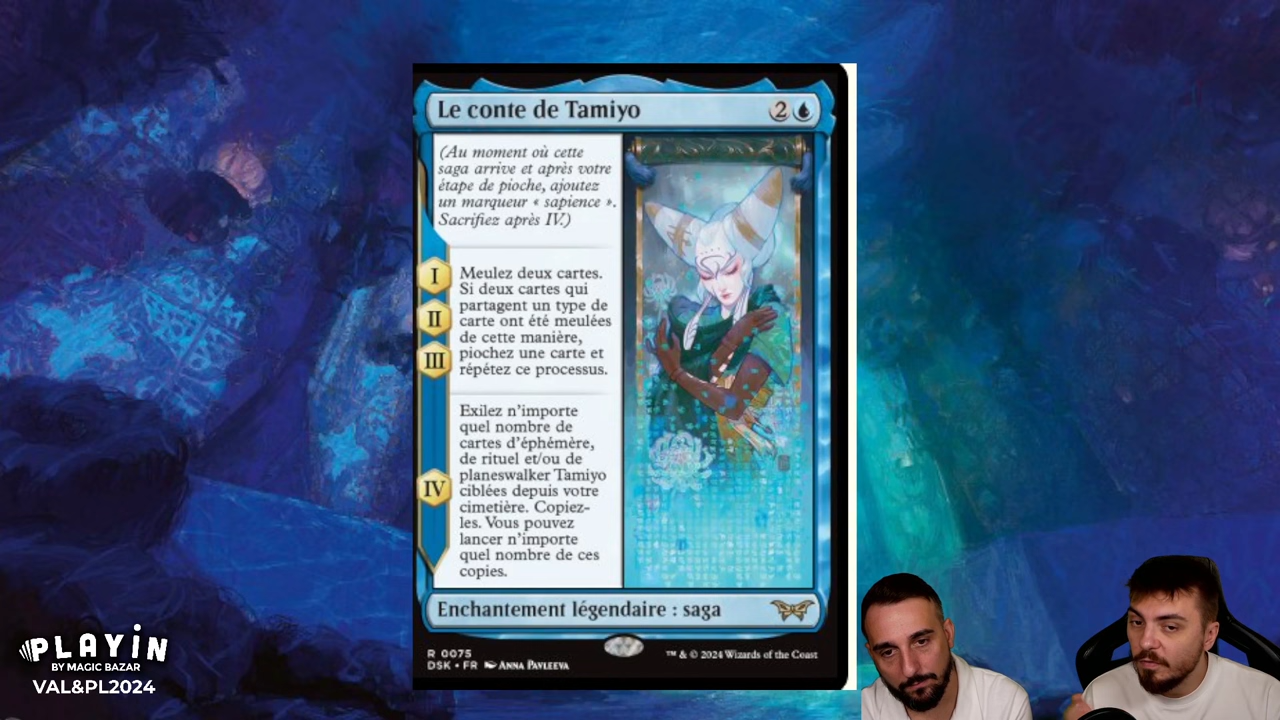 Le conte de Tamiyo 2
(Au moment où cette
saga arrive et après votre
étape de pioche, ajoutez
un marqueur « sapience ».
Sacrifiez après IV.)
I
II
III
Meulez deux cartes.
Si deux cartes qui
partagent un type de
carte ont été meulées
de cette manière,
piochez une carte et
répétez ce processus.
IV
Exilez n'importe
quel nombre de
cartes d'éphémère,
de rituel et/ou de
planeswalker Tamiyo
ciblées depuis votre
cimetière. Copiez-
les. Vous pouvez
lancer n'importe
quel nombre de ces
copies.
Enchantement légendaire : saga
R 0075
DSK • FR ANNA PAVLEEVA
™ & © 2024 Wizards of the Coast
PLAYIN
BY MAGIC BAZAR
VAL&PL2024